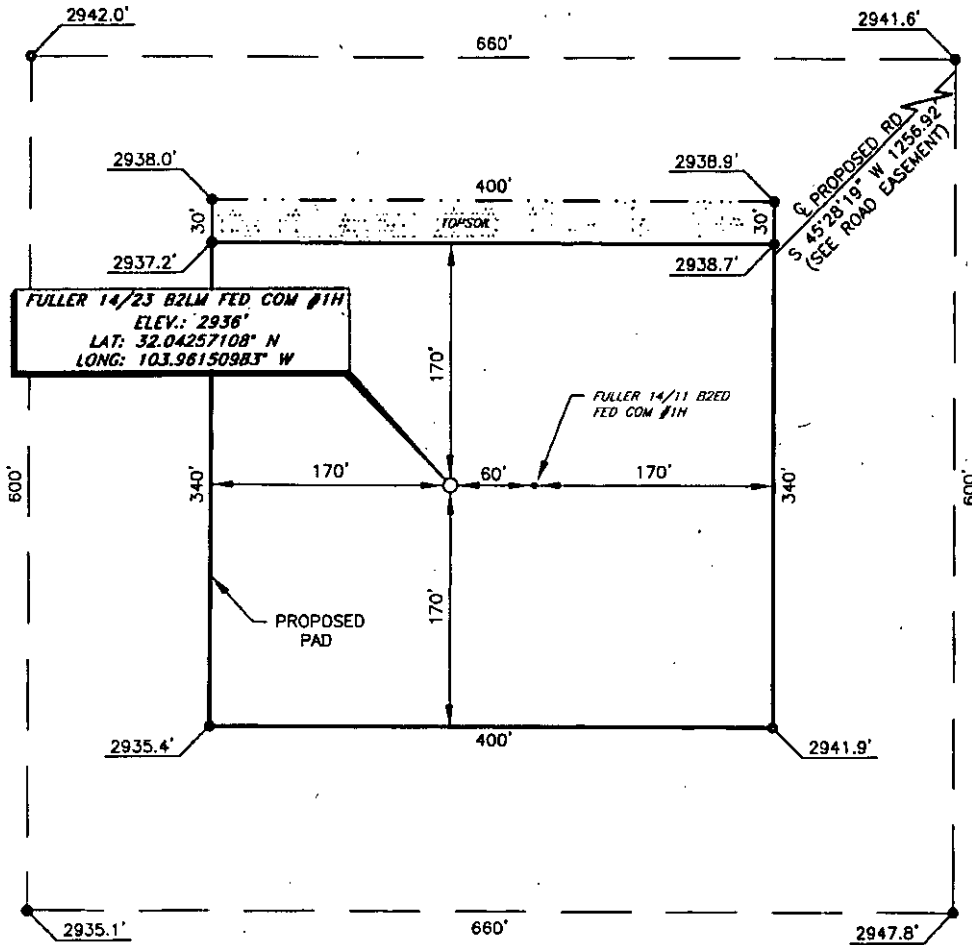 2942.0'
2941.6'
660'
2938.0'
2938.9'
400'
℄ PROPOSED RD
S 45°28'19" W 1256.92'
(SEE ROAD EASEMENT)
30'
TOPSOIL
30'
2937.2'
2938.7'
FULLER 14/23 B2LM FED COM #1H
ELEV.: 2936'
LAT: 32.04257108° N
LONG: 103.96150983° W
170'
FULLER 14/11 B2ED
FED COM #1H
600'
340'
170'
60'
170'
340'
600'
170'
PROPOSED
PAD
2935.4'
400'
2941.9'
2935.1'
660'
2947.8'